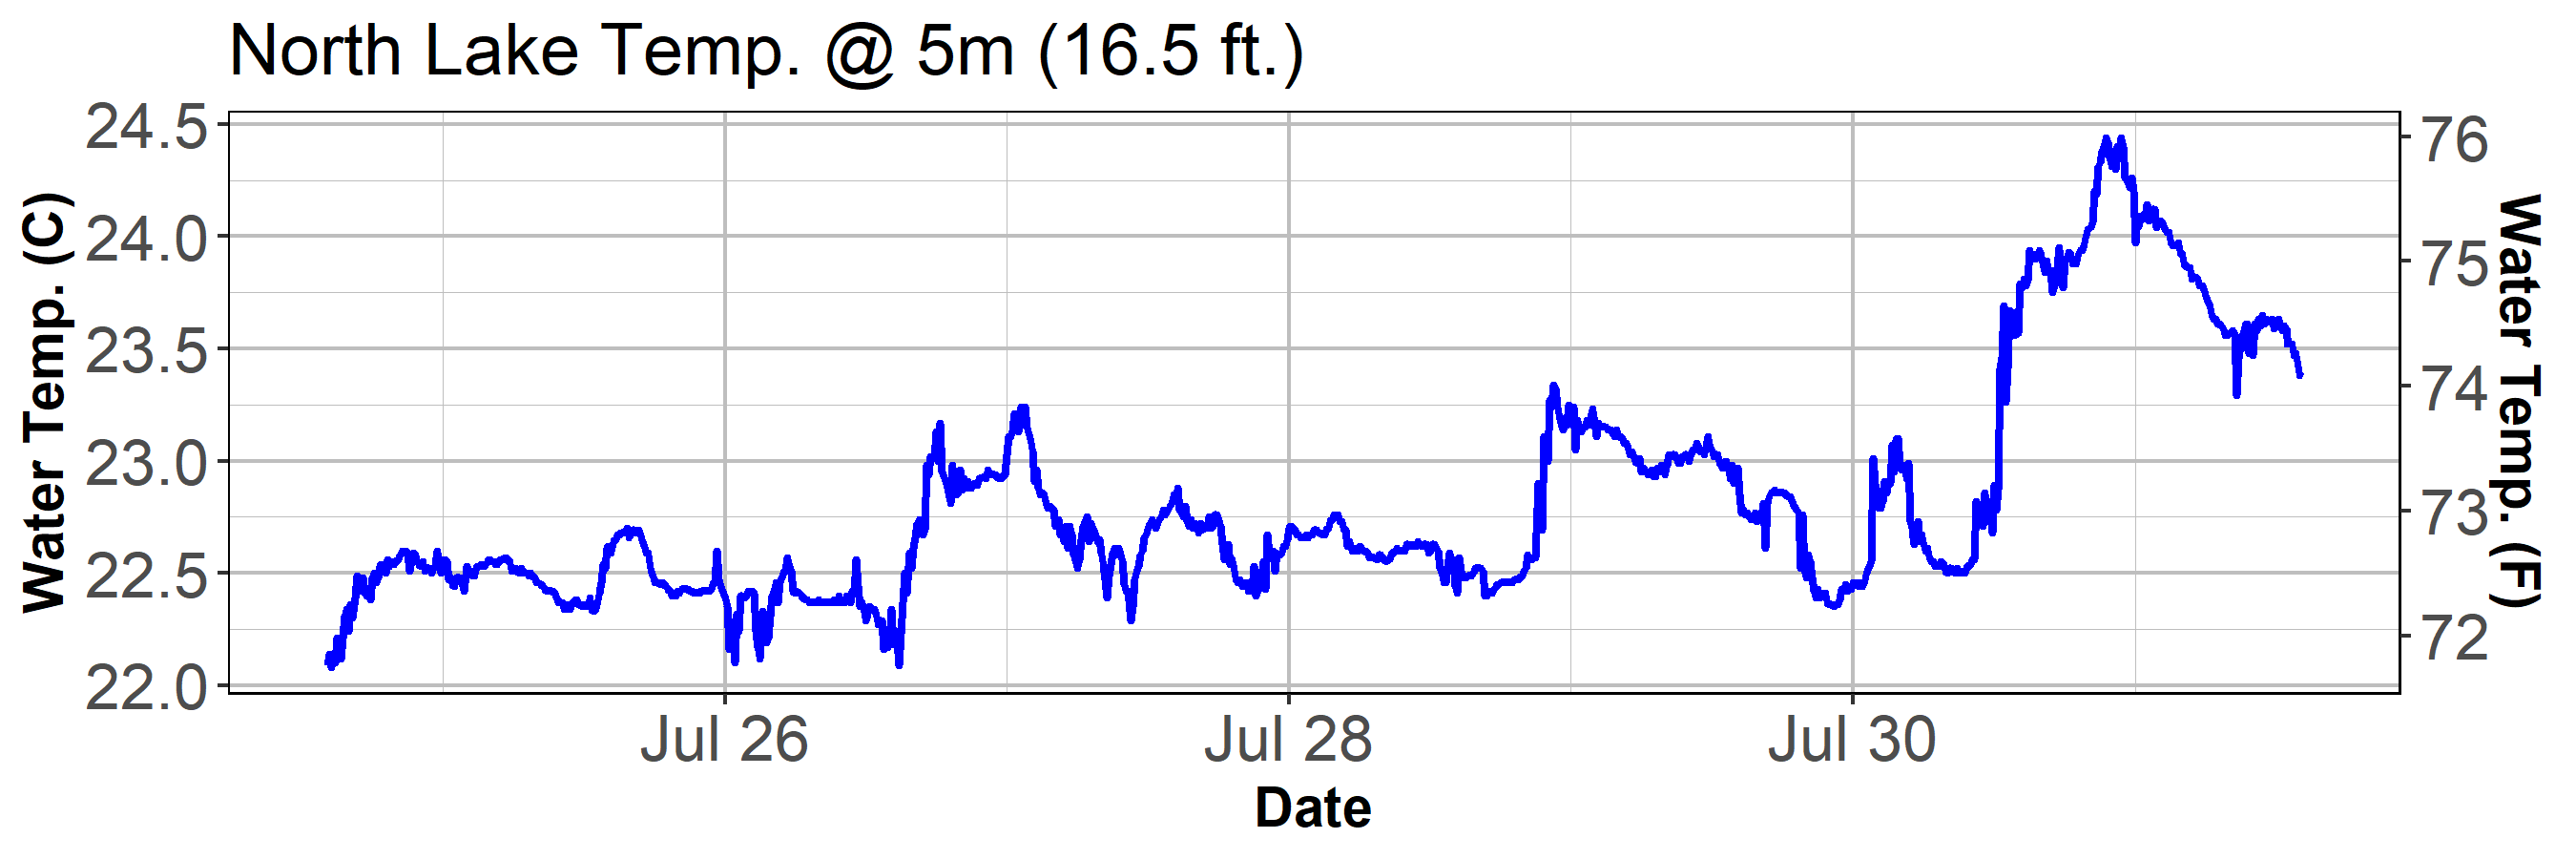 North Lake Temp. @ 5m (16.5 ft.)
Water Temp. (C)
24.5
24.0
23.5
23.0
22.5
22.0
76
75
74
73
72
Water Temp. (F)
Jul 26
Jul 28
Jul 30
Date